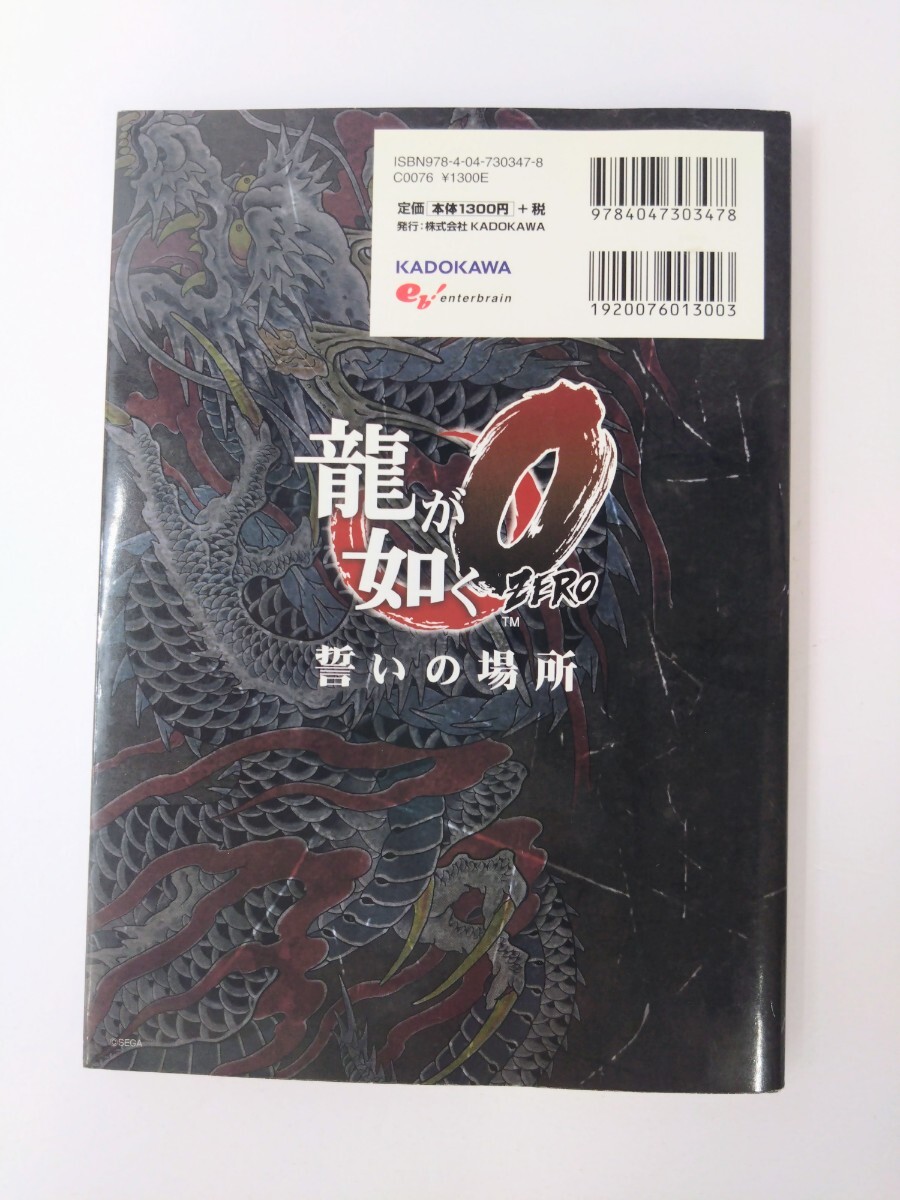 ISBN978-4-04-730347-8
C0076 ¥1300E
定価 本体1300円 + 税
発行：株式会社 KADOKAWA
9784047303478
KADOKAWA
eb! enterbrain
1920076013003
龍が
如く0
ZERO
TM
誓いの場所
©SEGA